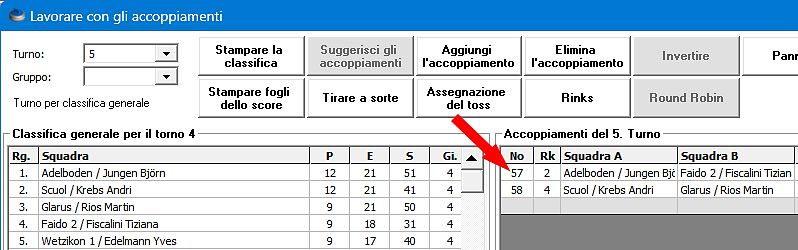 Lavorare con gli accoppiamenti
Turno: 5
Gruppo:
Turno per classifica generale
Stampare la classifica
Suggerisci gli accoppiamenti
Aggiungi l'accoppiamento
Elimina l'accoppiamento
Invertire
Pann
Stampare fogli dello score
Tirare a sorte
Assegnazione del toss
Rinks
Round Robin
Classifica generale per il torno 4
Rg. Squadra P E S Gi.
1. Adelboden / Jungen Björn 12 21 51 4
2. Scuol / Krebs Andri 12 21 41 4
3. Glarus / Rios Martin 9 21 50 4
4. Faido 2 / Fiscalini Tiziana 9 18 31 4
5. Wetzikon 1 / Edelmann Yves 9 17 40 4
Accoppiamenti del 5. Turno
No Rk Squadra A Squadra B
57 2 Adelboden / Jungen Bjö Faido 2 / Fiscalini Tizian
58 4 Scuol / Krebs Andri Glarus / Rios Martin